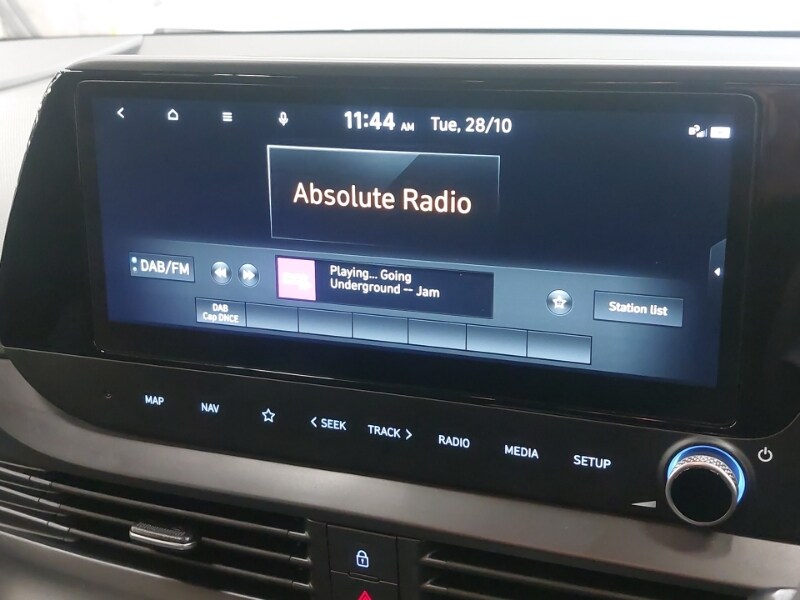 11:44 AM Tue, 28/10
Absolute Radio
DAB/FM
Playing... Going
Underground -- Jam
Station list
DAB
Cap DNCE
MAP
NAV
< SEEK
TRACK >
RADIO
MEDIA
SETUP